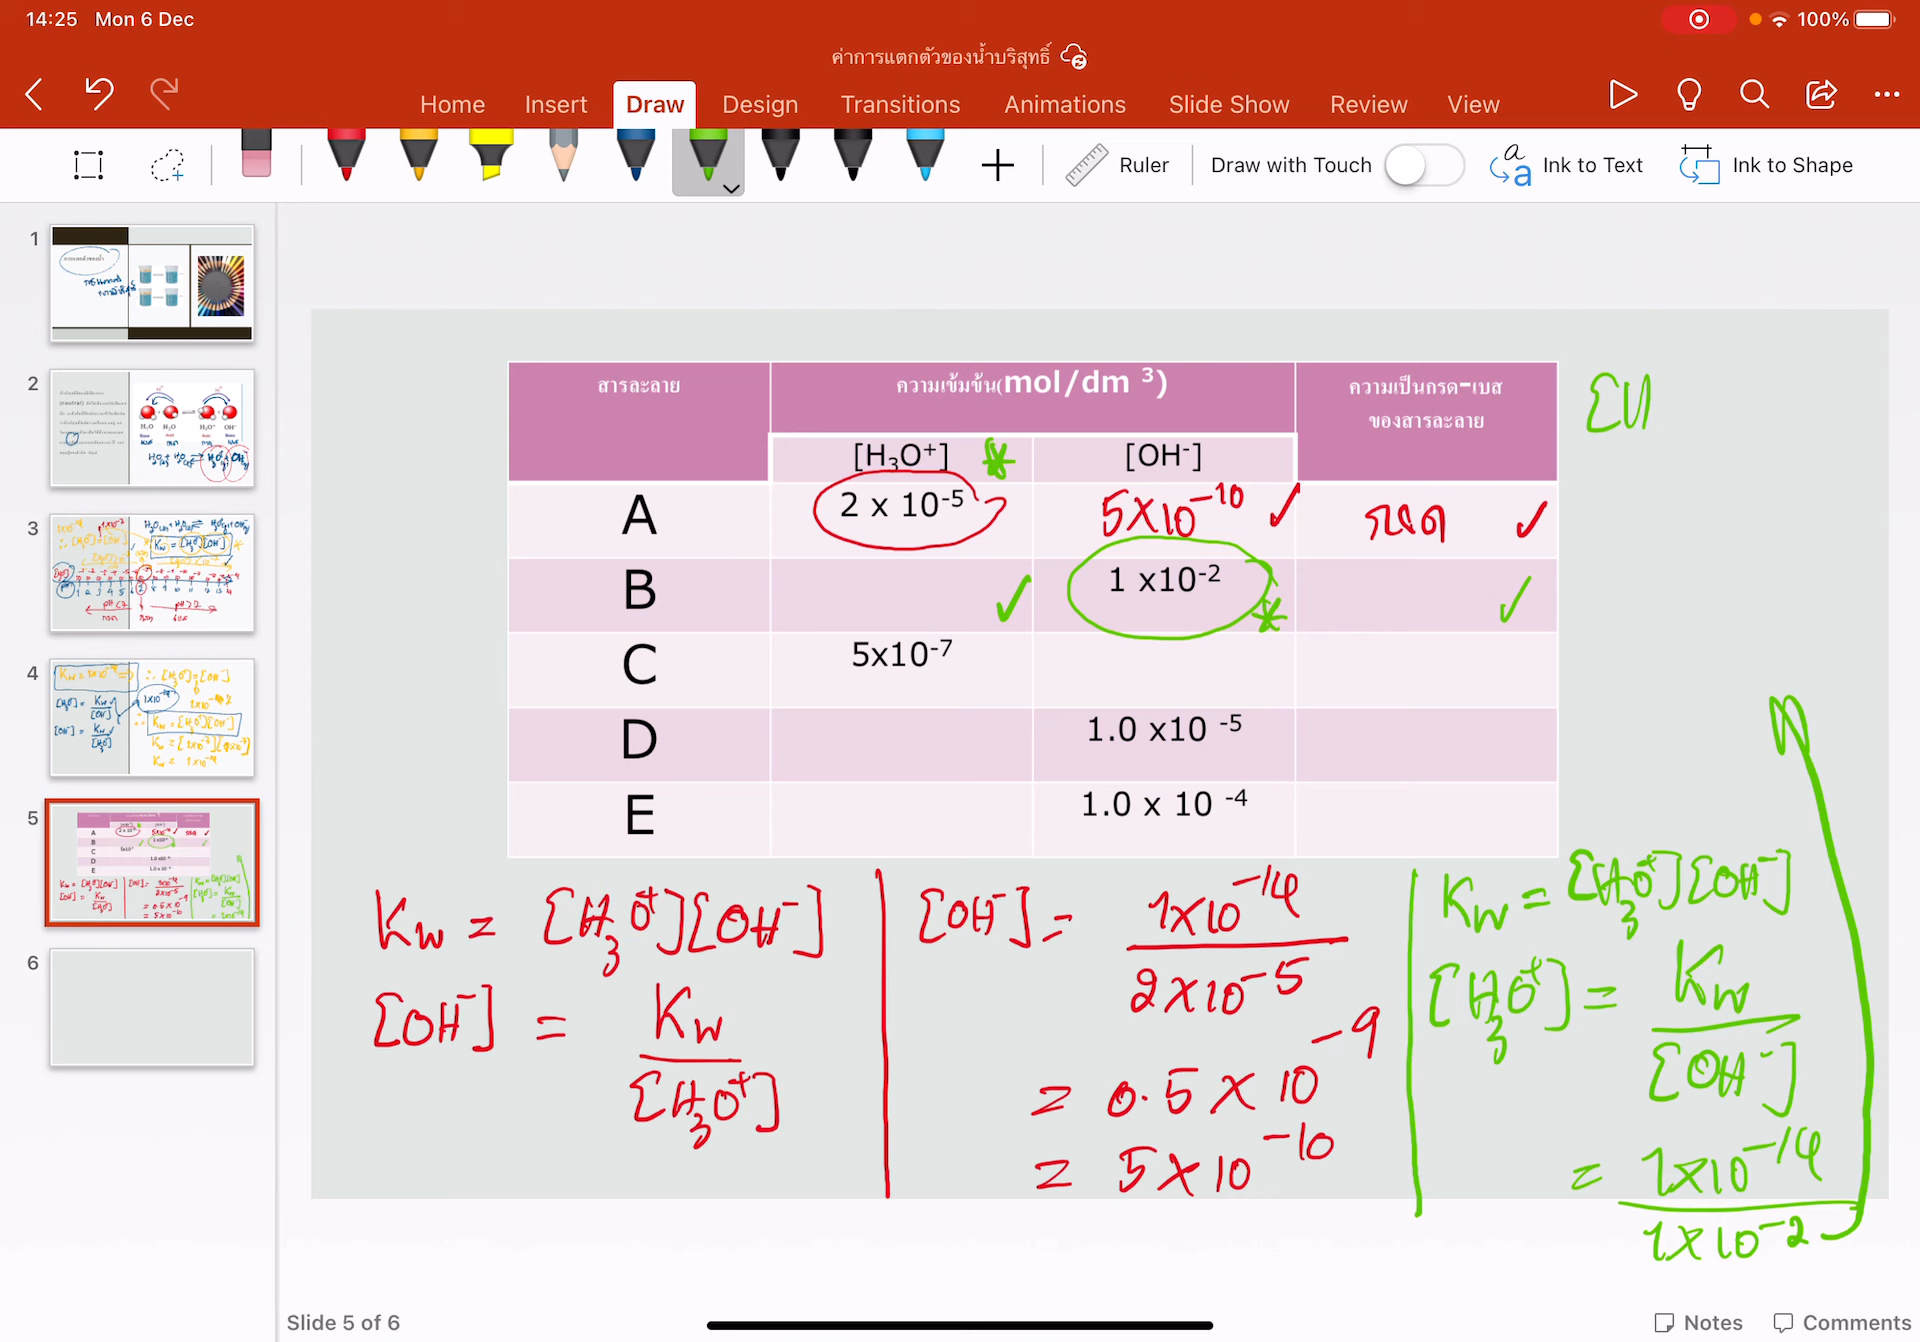 14:25 Mon 6 Dec
100%
ค่าการแตกตัวของน้ำบริสุทธิ์
Home Insert Draw Design Transitions Animations Slide Show Review View
Ruler Draw with Touch Ink to Text Ink to Shape
1
2
3
4
5
6
สารละลาย ความเข้มข้น(mol/dm ³) ความเป็นกรด-เบส
ของสารละลาย
[H₃O⁺] [OH⁻]
A 2 x 10⁻⁵ 5X10⁻¹⁰ ✓ กรด ✓
B ✓ 1 x10⁻² ✓
C 5x10⁻⁷
D 1.0 x10 ⁻⁵
E 1.0 x 10 ⁻⁴
Kw = [H₃O⁺][OH⁻]
[OH⁻] = Kw
[H₃O⁺]
[OH⁻] = 1X10⁻¹⁴
2X10⁻⁵
= 0.5 X 10⁻⁹
= 5 X 10⁻¹⁰
Kw = [H₃O⁺][OH⁻]
[H₃O⁺] = Kw
[OH⁻]
= 1X10⁻¹⁴
1X10⁻²
Slide 5 of 6
Notes Comments